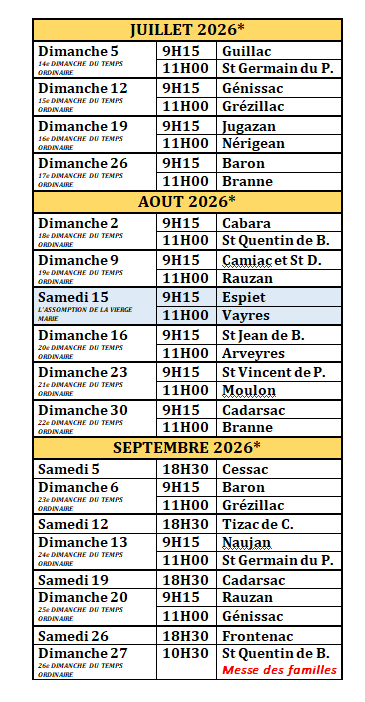 JUILLET 2026*
Dimanche 5 9H15 Guillac
14e DIMANCHE DU TEMPS ORDINAIRE 11H00 St Germain du P.
Dimanche 12 9H15 Génissac
15e DIMANCHE DU TEMPS ORDINAIRE 11H00 Grézillac
Dimanche 19 9H15 Jugazan
16e DIMANCHE DU TEMPS ORDINAIRE 11H00 Nérigean
Dimanche 26 9H15 Baron
17e DIMANCHE DU TEMPS ORDINAIRE 11H00 Branne
AOUT 2026*
Dimanche 2 9H15 Cabara
18e DIMANCHE DU TEMPS ORDINAIRE 11H00 St Quentin de B.
Dimanche 9 9H15 Camiac et St D.
19e DIMANCHE DU TEMPS ORDINAIRE 11H00 Rauzan
Samedi 15 9H15 Espiet
L'ASSOMPTION DE LA VIERGE MARIE 11H00 Vayres
Dimanche 16 9H15 St Jean de B.
20e DIMANCHE DU TEMPS ORDINAIRE 11H00 Arveyres
Dimanche 23 9H15 St Vincent de P.
21e DIMANCHE DU TEMPS ORDINAIRE 11H00 Moulon
Dimanche 30 9H15 Cadarsac
22e DIMANCHE DU TEMPS ORDINAIRE 11H00 Branne
SEPTEMBRE 2026*
Samedi 5 18H30 Cessac
Dimanche 6 9H15 Baron
23e DIMANCHE DU TEMPS ORDINAIRE 11H00 Grézillac
Samedi 12 18H30 Tizac de C.
Dimanche 13 9H15 Naujan
24e DIMANCHE DU TEMPS ORDINAIRE 11H00 St Germain du P.
Samedi 19 18H30 Cadarsac
Dimanche 20 9H15 Rauzan
25e DIMANCHE DU TEMPS ORDINAIRE 11H00 Génissac
Samedi 26 18H30 Frontenac
Dimanche 27 10H30 St Quentin de B.
26e DIMANCHE DU TEMPS ORDINAIRE Messe des familles